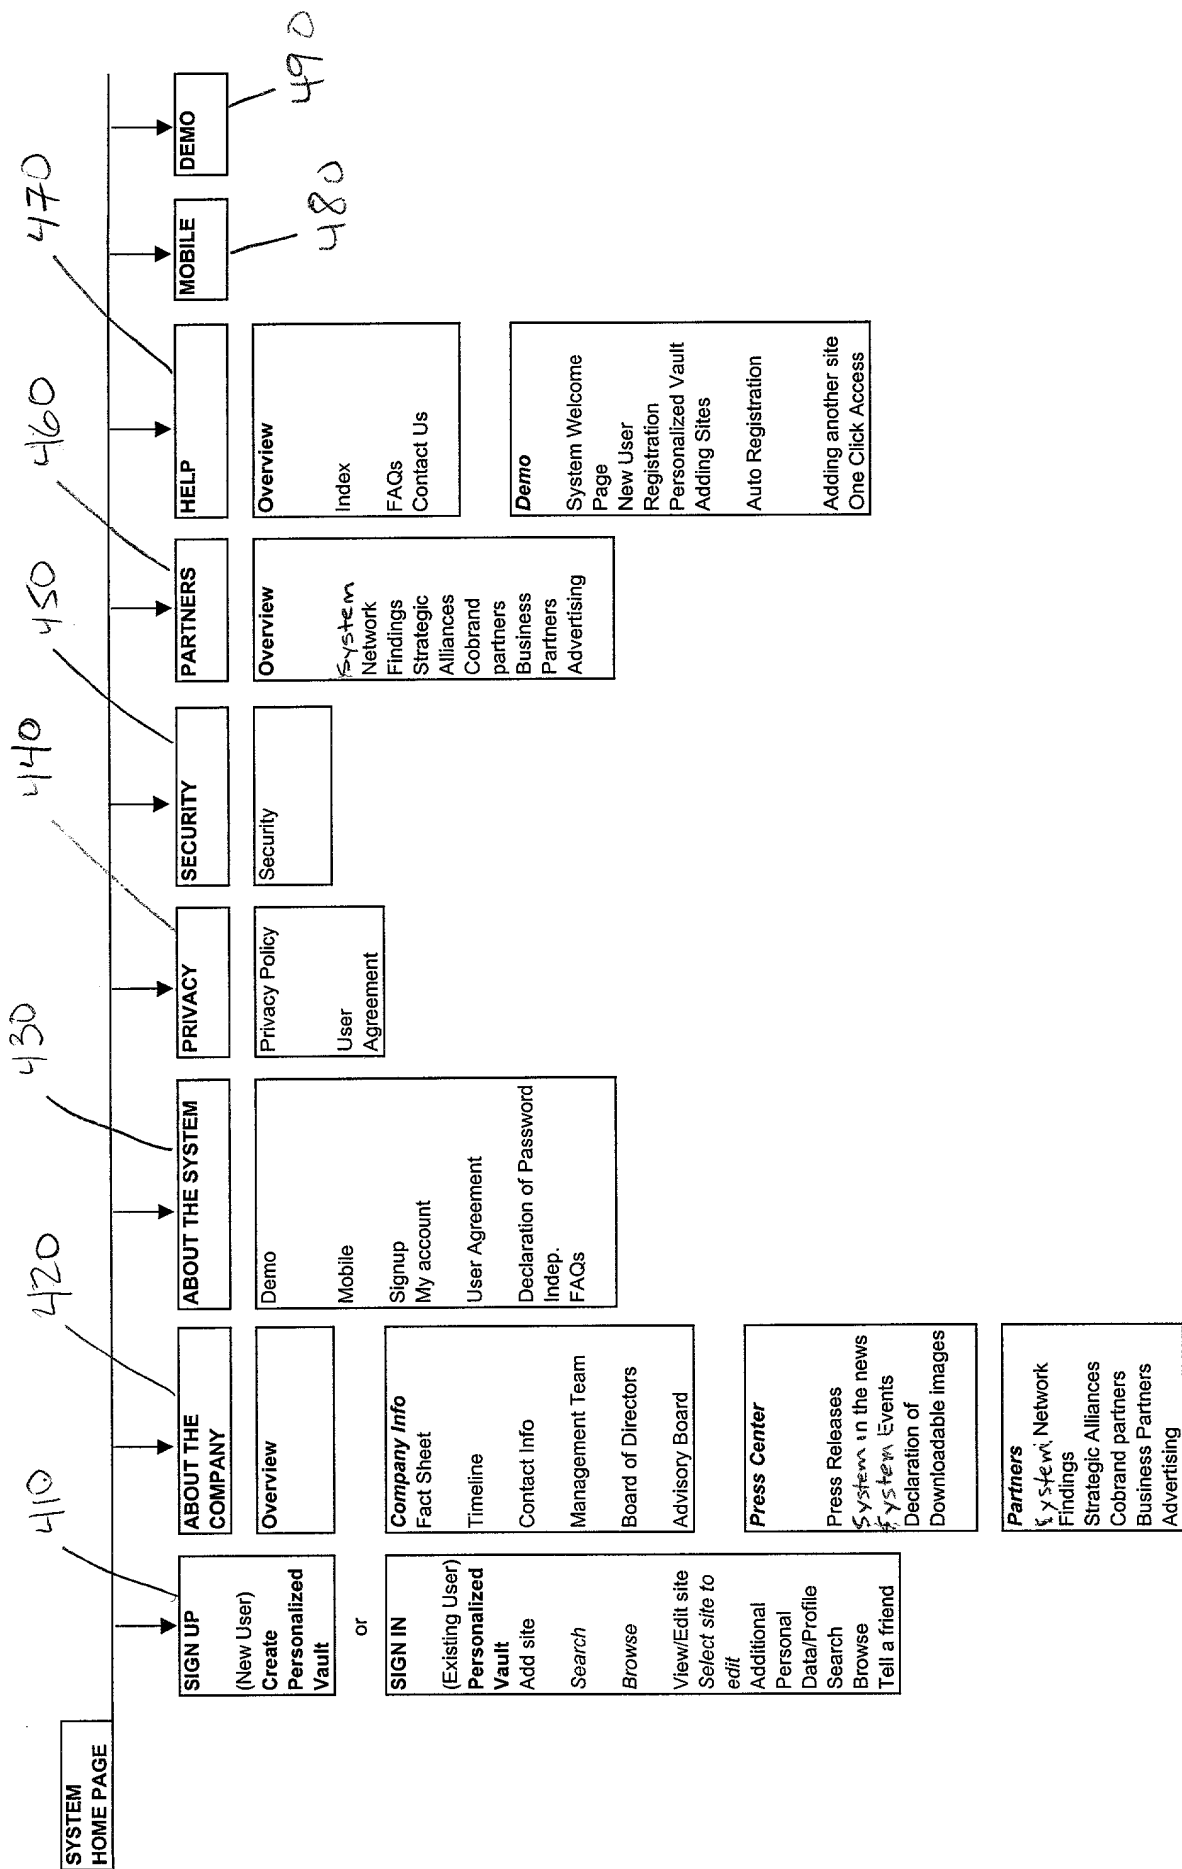 SYSTEM
HOME PAGE
410
SIGN UP
(New User)
Create
Personalized
Vault
or
SIGN IN
(Existing User)
Personalized
Vault
Add site
Search
Browse
View/Edit site
Select site to
edit
Additional
Personal
Data/Profile
Search
Browse
Tell a friend
420
ABOUT THE
COMPANY
Overview
Company Info
Fact Sheet
Timeline
Contact Info
Management Team
Board of Directors
Advisory Board
Press Center
Press Releases
System in the news
System Events
Declaration of
Downloadable images
Partners
System Network
Findings
Strategic Alliances
Cobrand partners
Business Partners
Advertising
430
ABOUT THE SYSTEM
Demo
Mobile
Signup
My account
User Agreement
Declaration of Password
Indep.
FAQs
440
PRIVACY
Privacy Policy
User
Agreement
450
SECURITY
Security
460
PARTNERS
Overview
System
Network
Findings
Strategic
Alliances
Cobrand
partners
Business
Partners
Advertising
470
HELP
Overview
Index
FAQs
Contact Us
Demo
System Welcome
Page
New User
Registration
Personalized Vault
Adding Sites
Auto Registration
Adding another site
One Click Access
MOBILE
480
DEMO
490